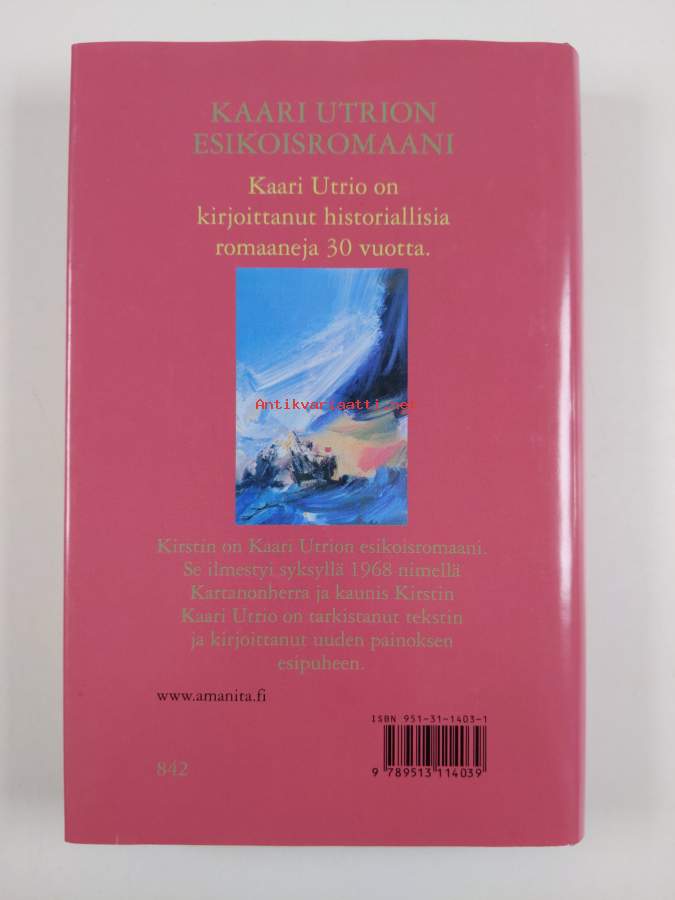 KAARI UTRION
ESIKOISROMAANI
Kaari Utrio on
kirjoittanut historiallisia
romaaneja 30 vuotta.
Antikvariaatti.net
Kirstin on Kaari Utrion esikoisromaani.
Se ilmestyi syksyllä 1968 nimellä
Kartanonherra ja kaunis Kirstin
Kaari Utrio on tarkistanut tekstin
ja kirjoittanut uuden painoksen
esipuheen.
www.amanita.fi
ISBN 951-31-1403-1
9 789513 114039
842